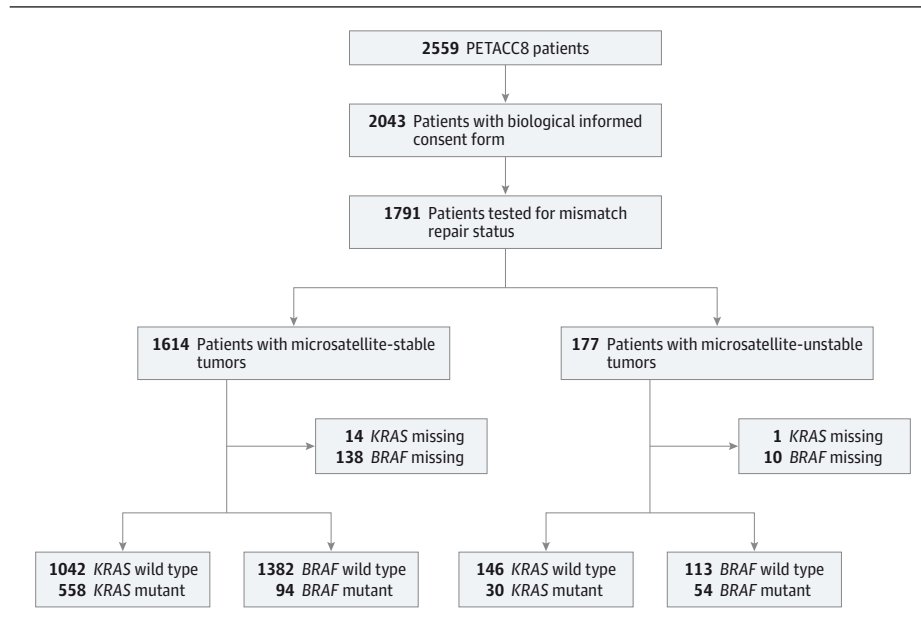 2559 PETACC8 patients
2043 Patients with biological informed
consent form
1791 Patients tested for mismatch
repair status
1614 Patients with microsatellite-stable
tumors
177 Patients with microsatellite-unstable
tumors
14 KRAS missing
138 BRAF missing
1 KRAS missing
10 BRAF missing
1042 KRAS wild type
558 KRAS mutant
1382 BRAF wild type
94 BRAF mutant
146 KRAS wild type
30 KRAS mutant
113 BRAF wild type
54 BRAF mutant